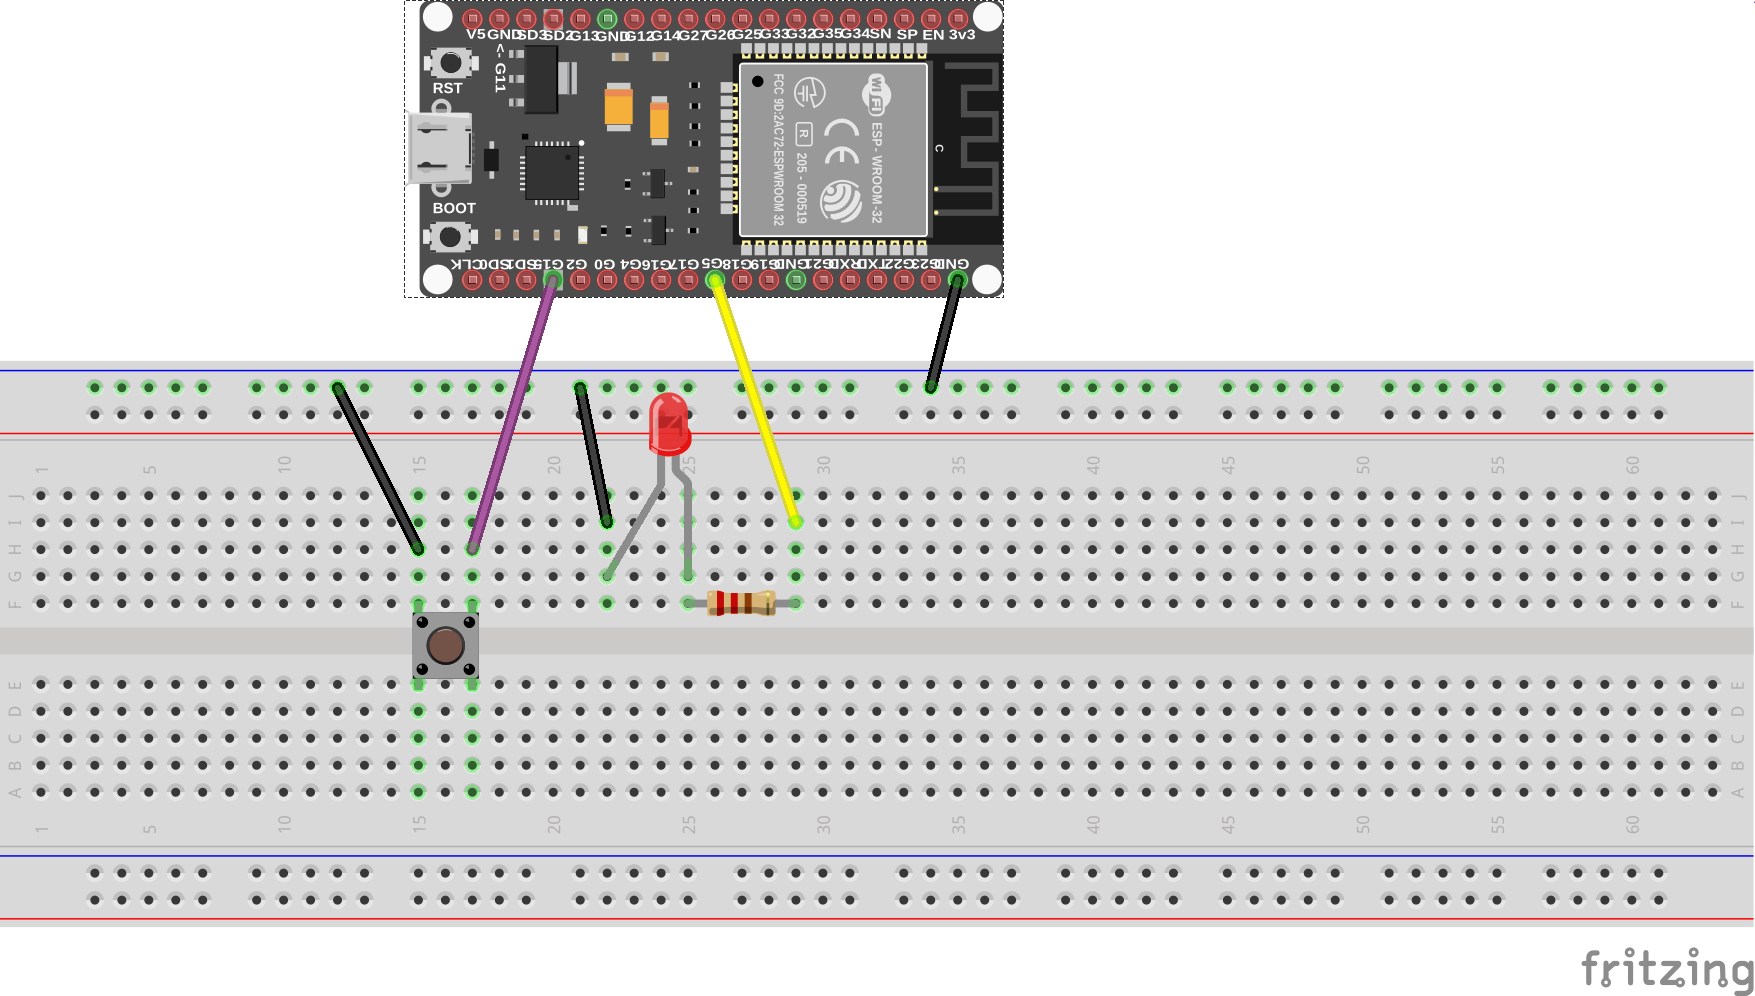 V5 GND SD3 SD2 G13 GND G12 G14 G27 G26 G25 G33 G32 G35 G34 SN SP EN 3v3
<- G11
RST
BOOT
FCC 9D:2AC72-ESPWROOM 32
R 205 - 000519
CE
Wi Fi
ESP - WROOM -32
C
CLK SD0 SD1 G15 G2 G0 G4 G16 G17 G5 G18 G19 GND G21 RXD TXD G22 G23 GND
1 5 10 15 20 25 30 35 40 45 50 55 60
J J
I I
H H
G G
F F
E E
D D
C C
B B
A A
1 5 10 15 20 25 30 35 40 45 50 55 60
fritzing